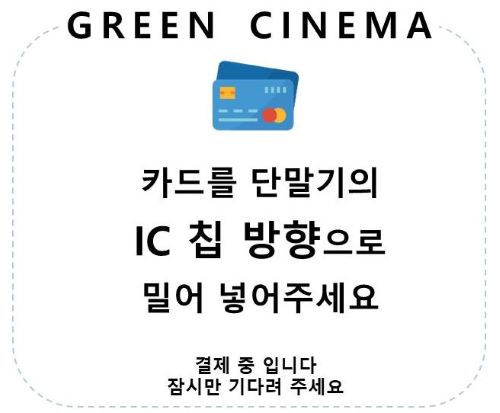 GREEN CINEMA
카드를 단말기의
IC 칩 방향으로
밀어 넣어주세요
결제 중 입니다
잠시만 기다려 주세요